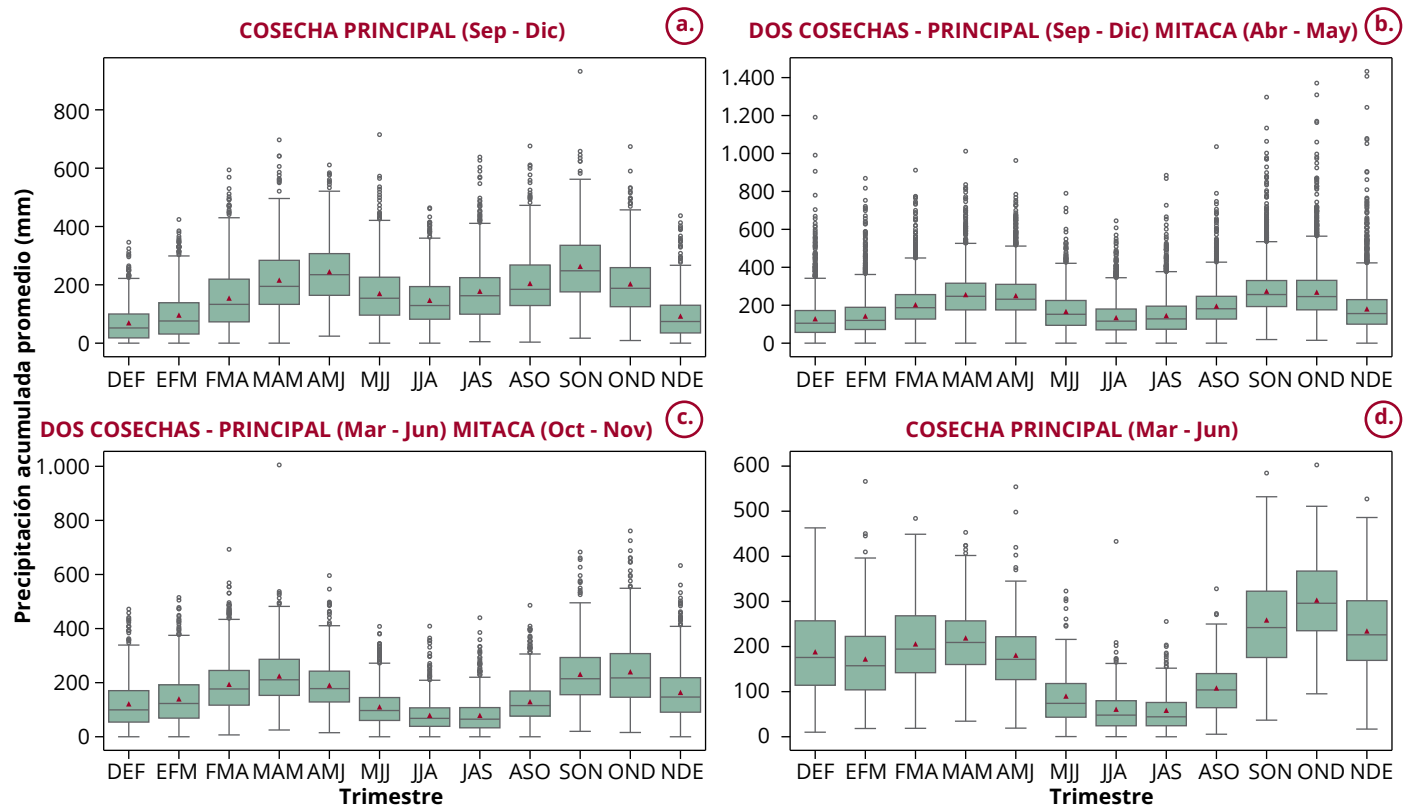 COSECHA PRINCIPAL (Sep - Dic)
a.
800
600
400
200
0
DEF EFM FMA MAM AMJ MJJ JJA JAS ASO SON OND NDE
DOS COSECHAS - PRINCIPAL (Sep - Dic) MITACA (Abr - May)
b.
1.400
1.200
1.000
800
600
400
200
0
DEF EFM FMA MAM AMJ MJJ JJA JAS ASO SON OND NDE
Precipitación acumulada promedio (mm)
DOS COSECHAS - PRINCIPAL (Mar - Jun) MITACA (Oct - Nov)
c.
1.000
800
600
400
200
0
DEF EFM FMA MAM AMJ MJJ JJA JAS ASO SON OND NDE
Trimestre
COSECHA PRINCIPAL (Mar - Jun)
d.
600
500
400
300
200
100
0
DEF EFM FMA MAM AMJ MJJ JJA JAS ASO SON OND NDE
Trimestre